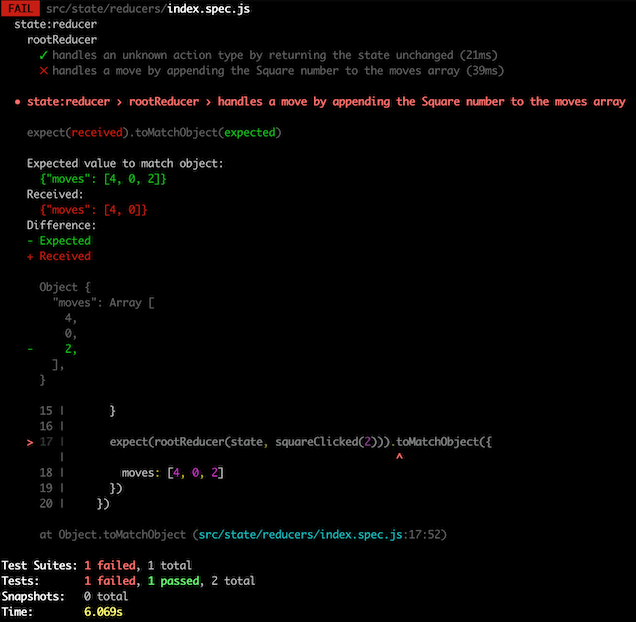 FAIL src/state/reducers/index.spec.js
state:reducer
rootReducer
✓ handles an unknown action type by returning the state unchanged (21ms)
✕ handles a move by appending the Square number to the moves array (39ms)
● state:reducer › rootReducer › handles a move by appending the Square number to the moves array
expect(received).toMatchObject(expected)
Expected value to match object:
{"moves": [4, 0, 2]}
Received:
{"moves": [4, 0]}
Difference:
- Expected
+ Received
Object {
"moves": Array [
4,
0,
- 2,
],
}
15 | }
16 |
> 17 | expect(rootReducer(state, squareClicked(2))).toMatchObject({
| ^
18 | moves: [4, 0, 2]
19 | })
20 | })
at Object.toMatchObject (src/state/reducers/index.spec.js:17:52)
Test Suites: 1 failed, 1 total
Tests: 1 failed, 1 passed, 2 total
Snapshots: 0 total
Time: 6.069s